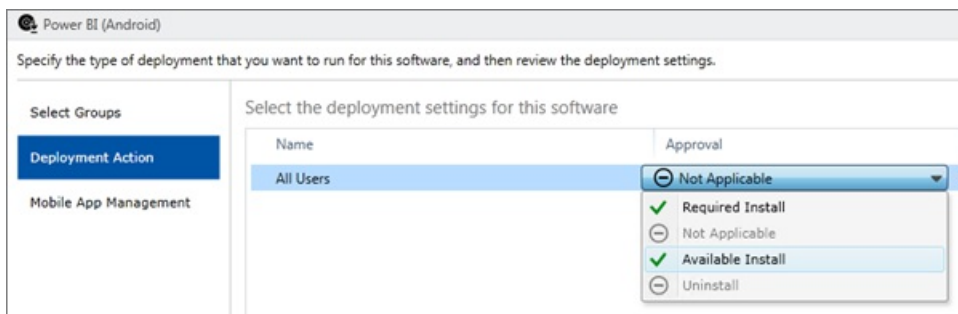 Power BI (Android)
Specify the type of deployment that you want to run for this software, and then review the deployment settings.
Select Groups
Deployment Action
Mobile App Management
Select the deployment settings for this software
Name Approval
All Users Not Applicable
Required Install
Not Applicable
Available Install
Uninstall